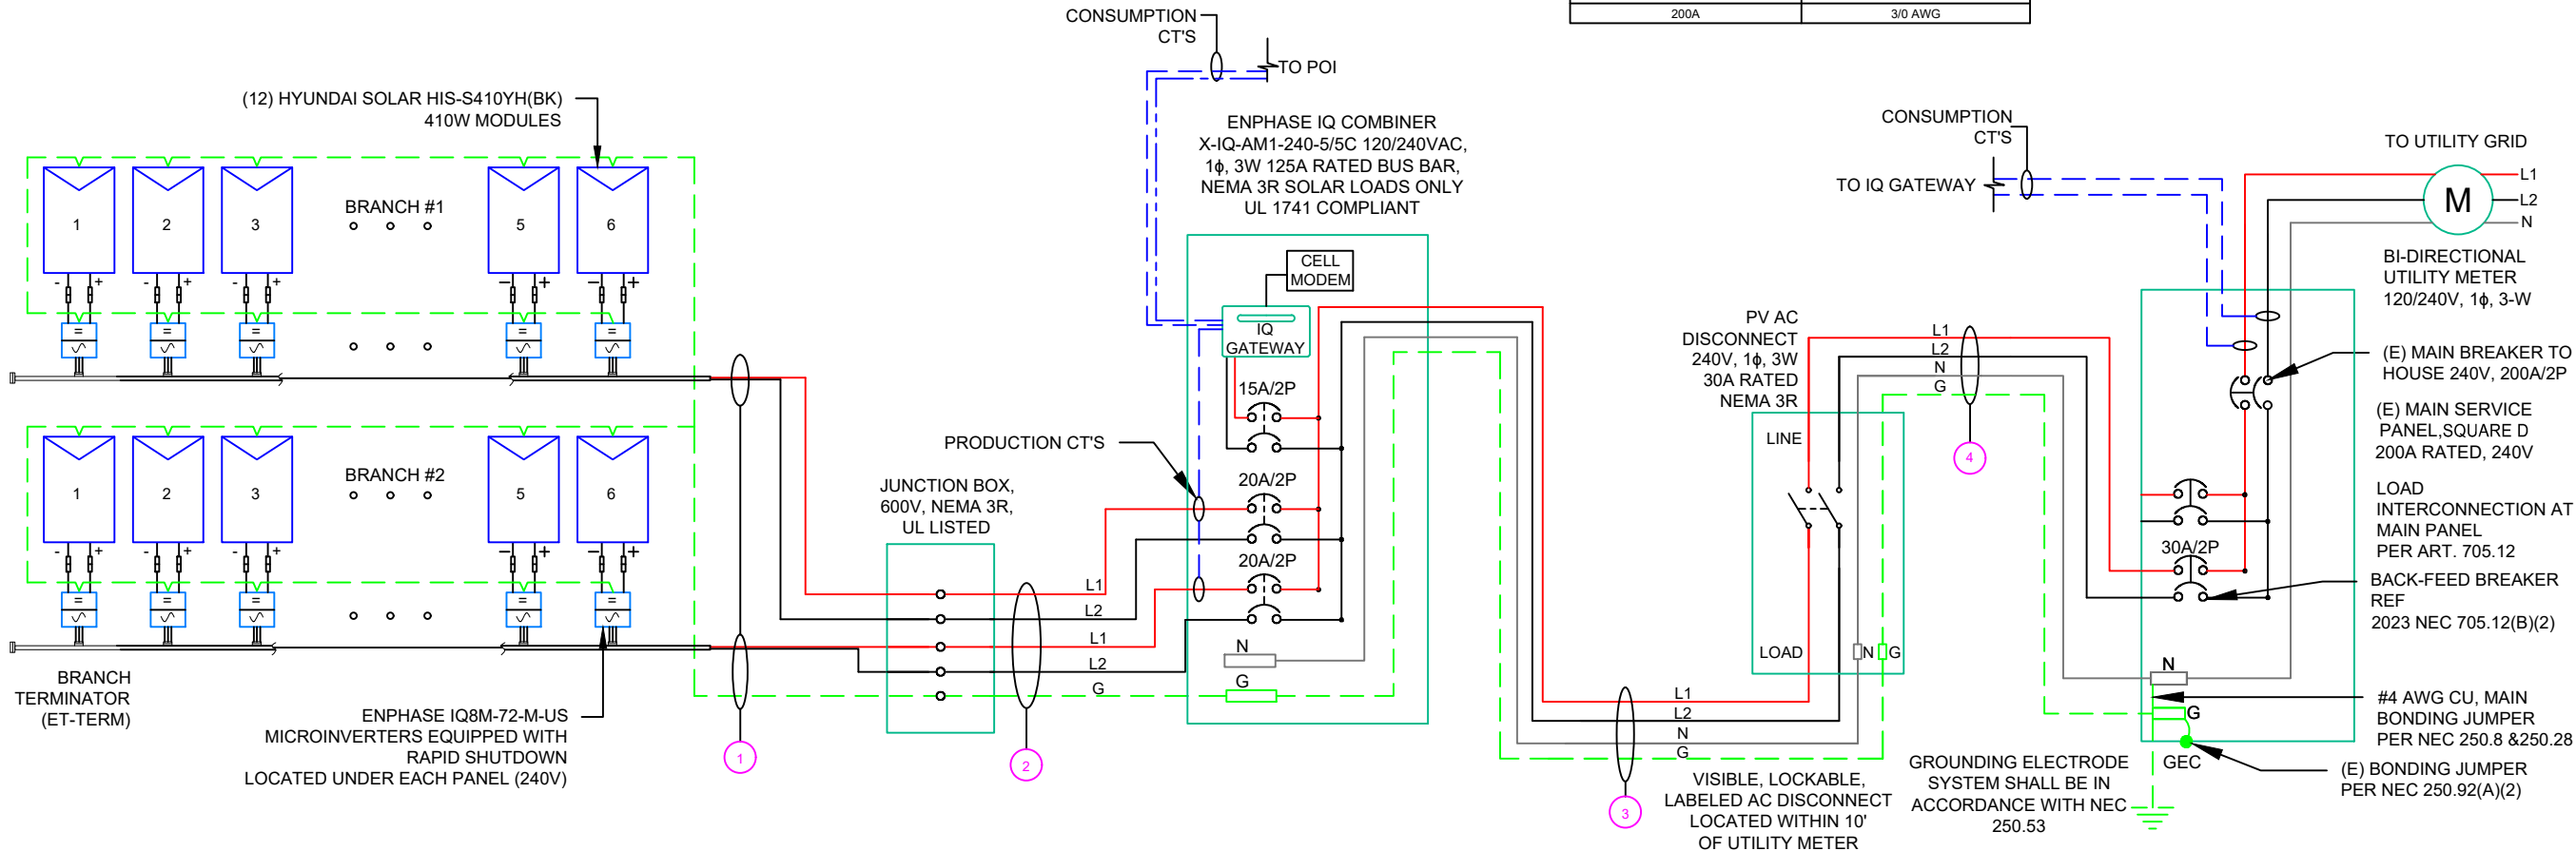 200A 3/0 AWG
CONSUMPTION
CT'S
TO POI
(12) HYUNDAI SOLAR HIS-S410YH(BK)
410W MODULES
ENPHASE IQ COMBINER
X-IQ-AM1-240-5/5C 120/240VAC,
1ϕ, 3W 125A RATED BUS BAR,
NEMA 3R SOLAR LOADS ONLY
UL 1741 COMPLIANT
CONSUMPTION
CT'S
TO IQ GATEWAY
TO UTILITY GRID
M
L1
L2
N
BI-DIRECTIONAL
UTILITY METER
120/240V, 1ϕ, 3-W
1 2 3 BRANCH #1 5 6
- + - + - + - + - +
= = = = =
CELL
MODEM
IQ
GATEWAY
15A/2P
20A/2P
20A/2P
N
G
PV AC
DISCONNECT
240V, 1ϕ, 3W
30A RATED
NEMA 3R
LINE
LOAD
N G
L1
L2
N
G
4
(E) MAIN BREAKER TO
HOUSE 240V, 200A/2P
(E) MAIN SERVICE
PANEL,SQUARE D
200A RATED, 240V
LOAD
INTERCONNECTION AT
MAIN PANEL
PER ART. 705.12
30A/2P
BACK-FEED BREAKER
REF
2023 NEC 705.12(B)(2)
1 2 3 BRANCH #2 5 6
- + - + - + - + - +
= = = = =
PRODUCTION CT'S
JUNCTION BOX,
600V, NEMA 3R,
UL LISTED
L1
L2
L1
L2
G
BRANCH
TERMINATOR
(ET-TERM)
ENPHASE IQ8M-72-M-US
MICROINVERTERS EQUIPPED WITH
RAPID SHUTDOWN
LOCATED UNDER EACH PANEL (240V)
1
2
L1
L2
N
G
3
VISIBLE, LOCKABLE,
LABELED AC DISCONNECT
LOCATED WITHIN 10'
OF UTILITY METER
GROUNDING ELECTRODE
SYSTEM SHALL BE IN
ACCORDANCE WITH NEC
250.53
N
G
GEC
#4 AWG CU, MAIN
BONDING JUMPER
PER NEC 250.8 &250.28
(E) BONDING JUMPER
PER NEC 250.92(A)(2)